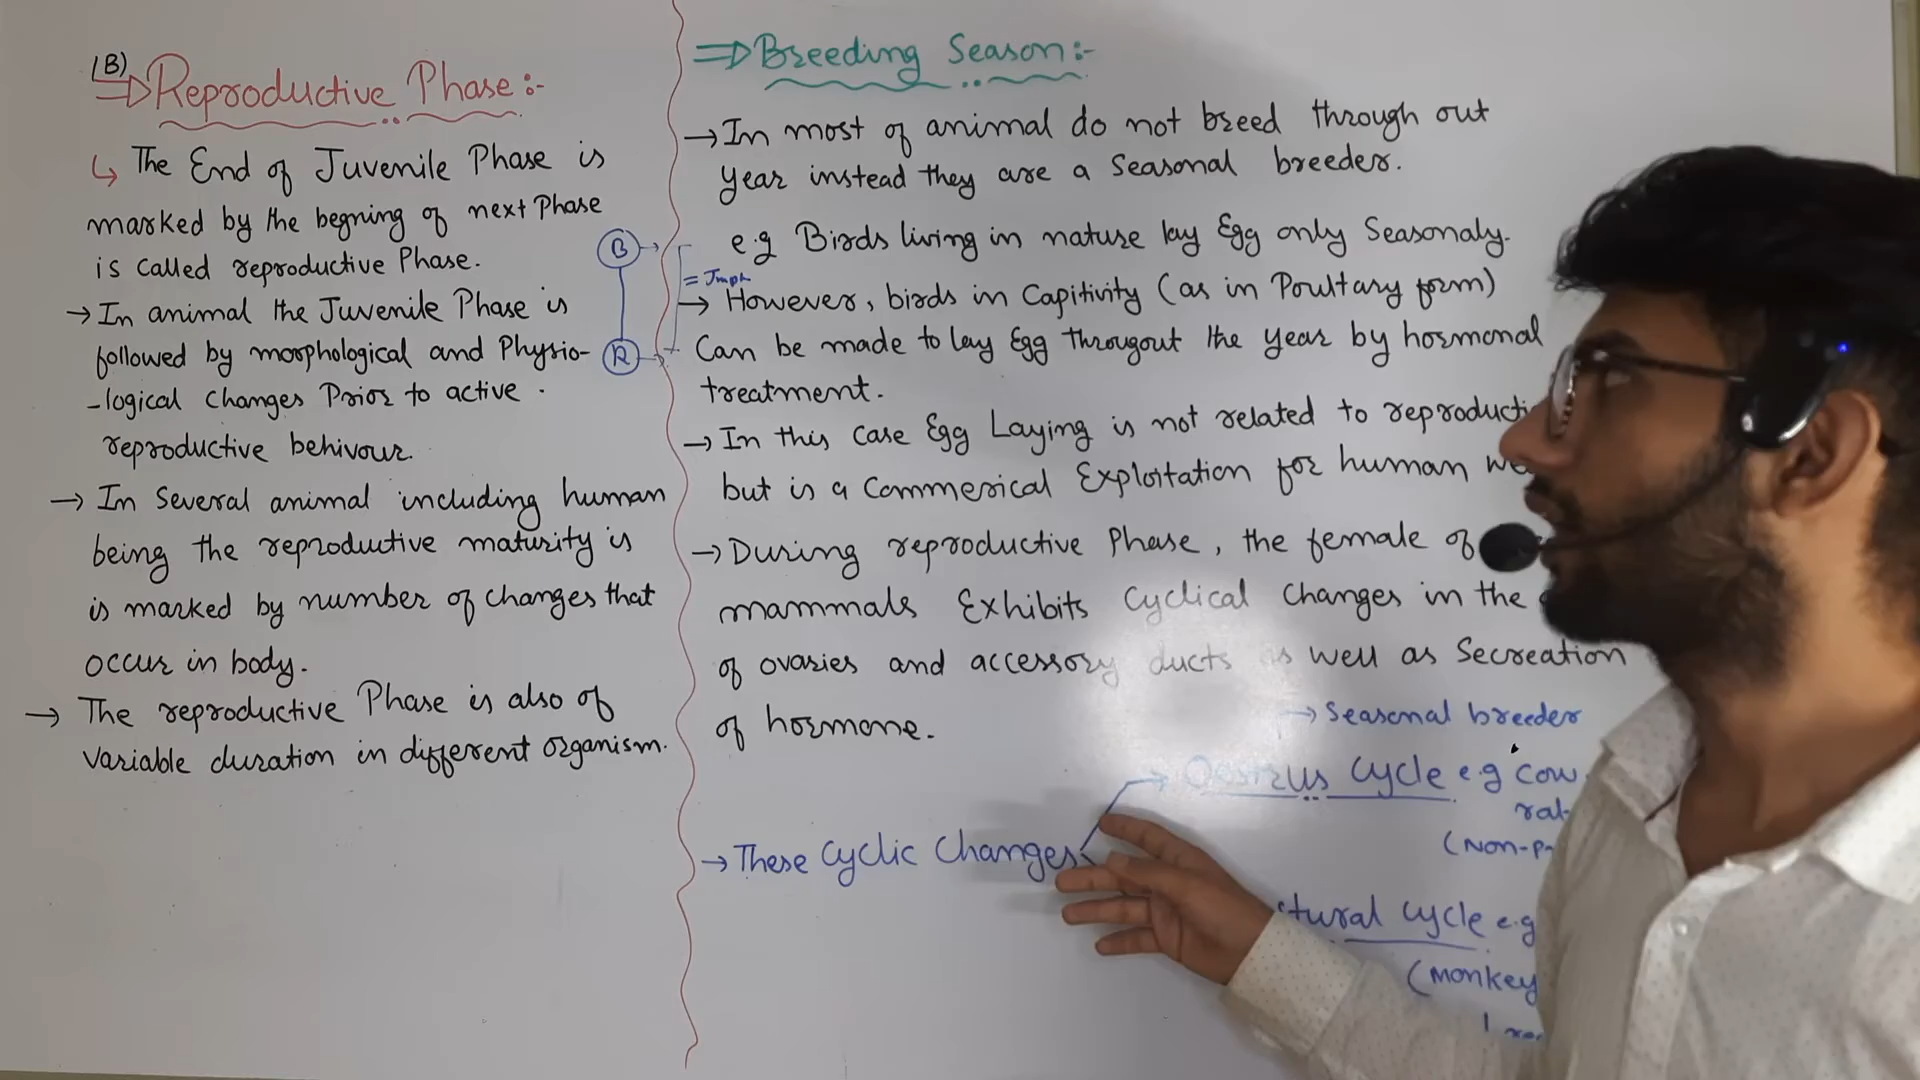 (B)
⇒ Reproductive Phase :-
↳ The End of Juvenile Phase is
marked by the begning of next Phase
is called reproductive Phase.
→ In animal the Juvenile Phase is
followed by morphological and Physio-
-logical changes Prior to active .
reproductive behivour.
→ In Several animal including human
being the reproductive maturity is
is marked by number of changes that
occur in body.
→ The reproductive Phase is also of
variable duration in different organism.
B
R
⇒ Breeding Season :-
→ In most of animal do not breed through out
year instead they are a Seasonal breeder.
e.g Birds living in nature lay Egg only Seasonaly.
→ However, birds in Capitivity (as in Poultary form)
Can be made to lay Egg Througout the year by hormonal
treatment.
→ In this case Egg Laying is not related to
but is a Commerical Exploitation for human
→ During reproductive Phase, the female of
mammals Exhibits Cyclical changes in the
of ovaries and accessory ducts well as Secreation
of hormone.
→ These Cyclic Changes
→ Seasonal breeder
→ Oestrus Cycle e.g Cow
cycle e.g
(monkey